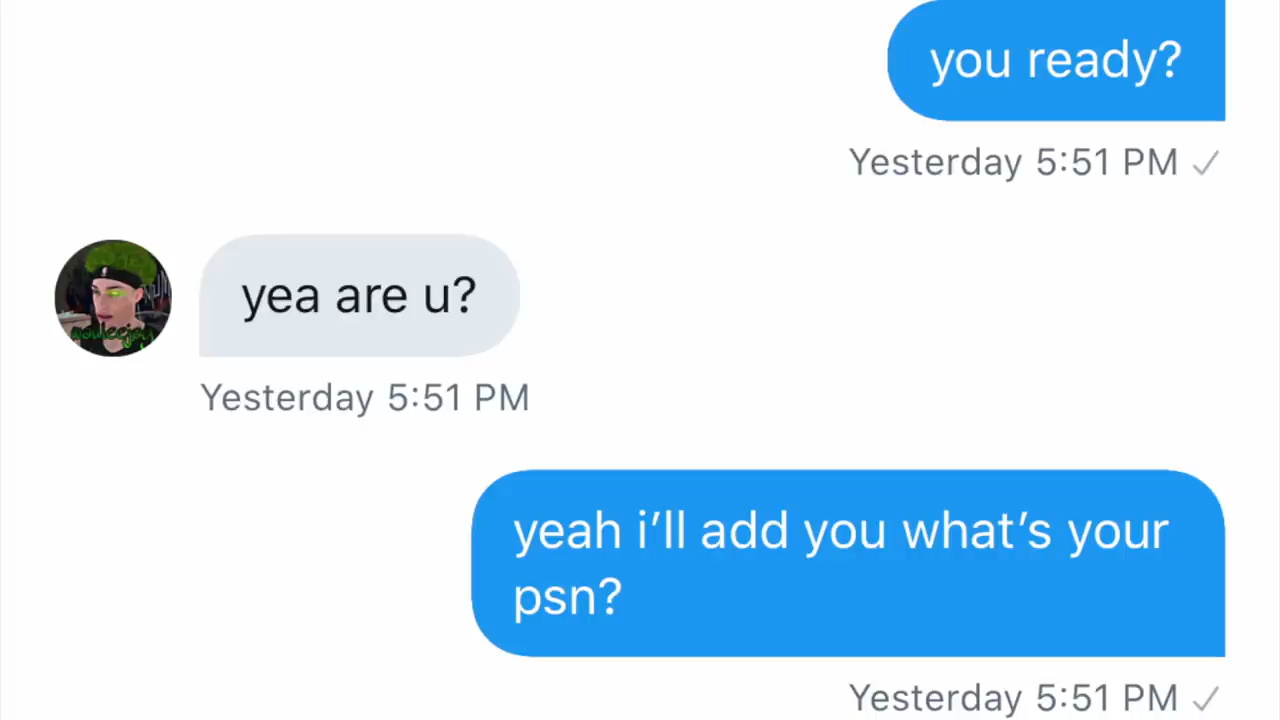 you ready?
Yesterday 5:51 PM ✓
yea are u?
Yesterday 5:51 PM
yeah i’ll add you what’s your
psn?
Yesterday 5:51 PM ✓